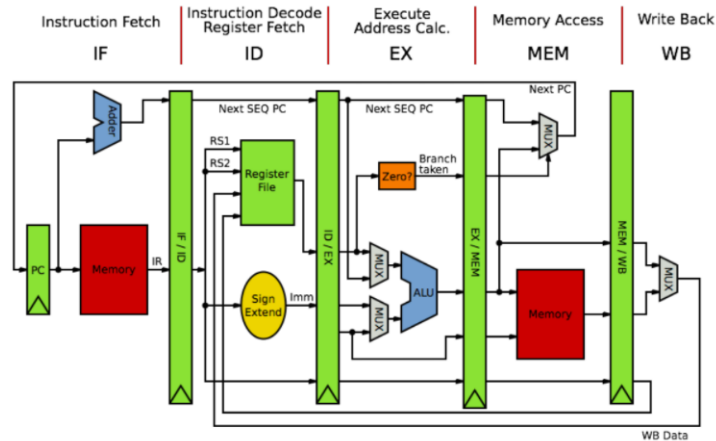 Instruction Fetch
IF
Instruction Decode
Register Fetch
ID
Execute
Address Calc.
EX
Memory Access
MEM
Write Back
WB
Next PC
Adder
Next SEQ PC
Next SEQ PC
MUX
RS1
RS2
Register
File
Zero?
Branch
taken
PC
Memory
IR
IF / ID
Sign
Extend
Imm
ID / EX
MUX
MUX
ALU
EX / MEM
Memory
MEM / WB
MUX
WB Data